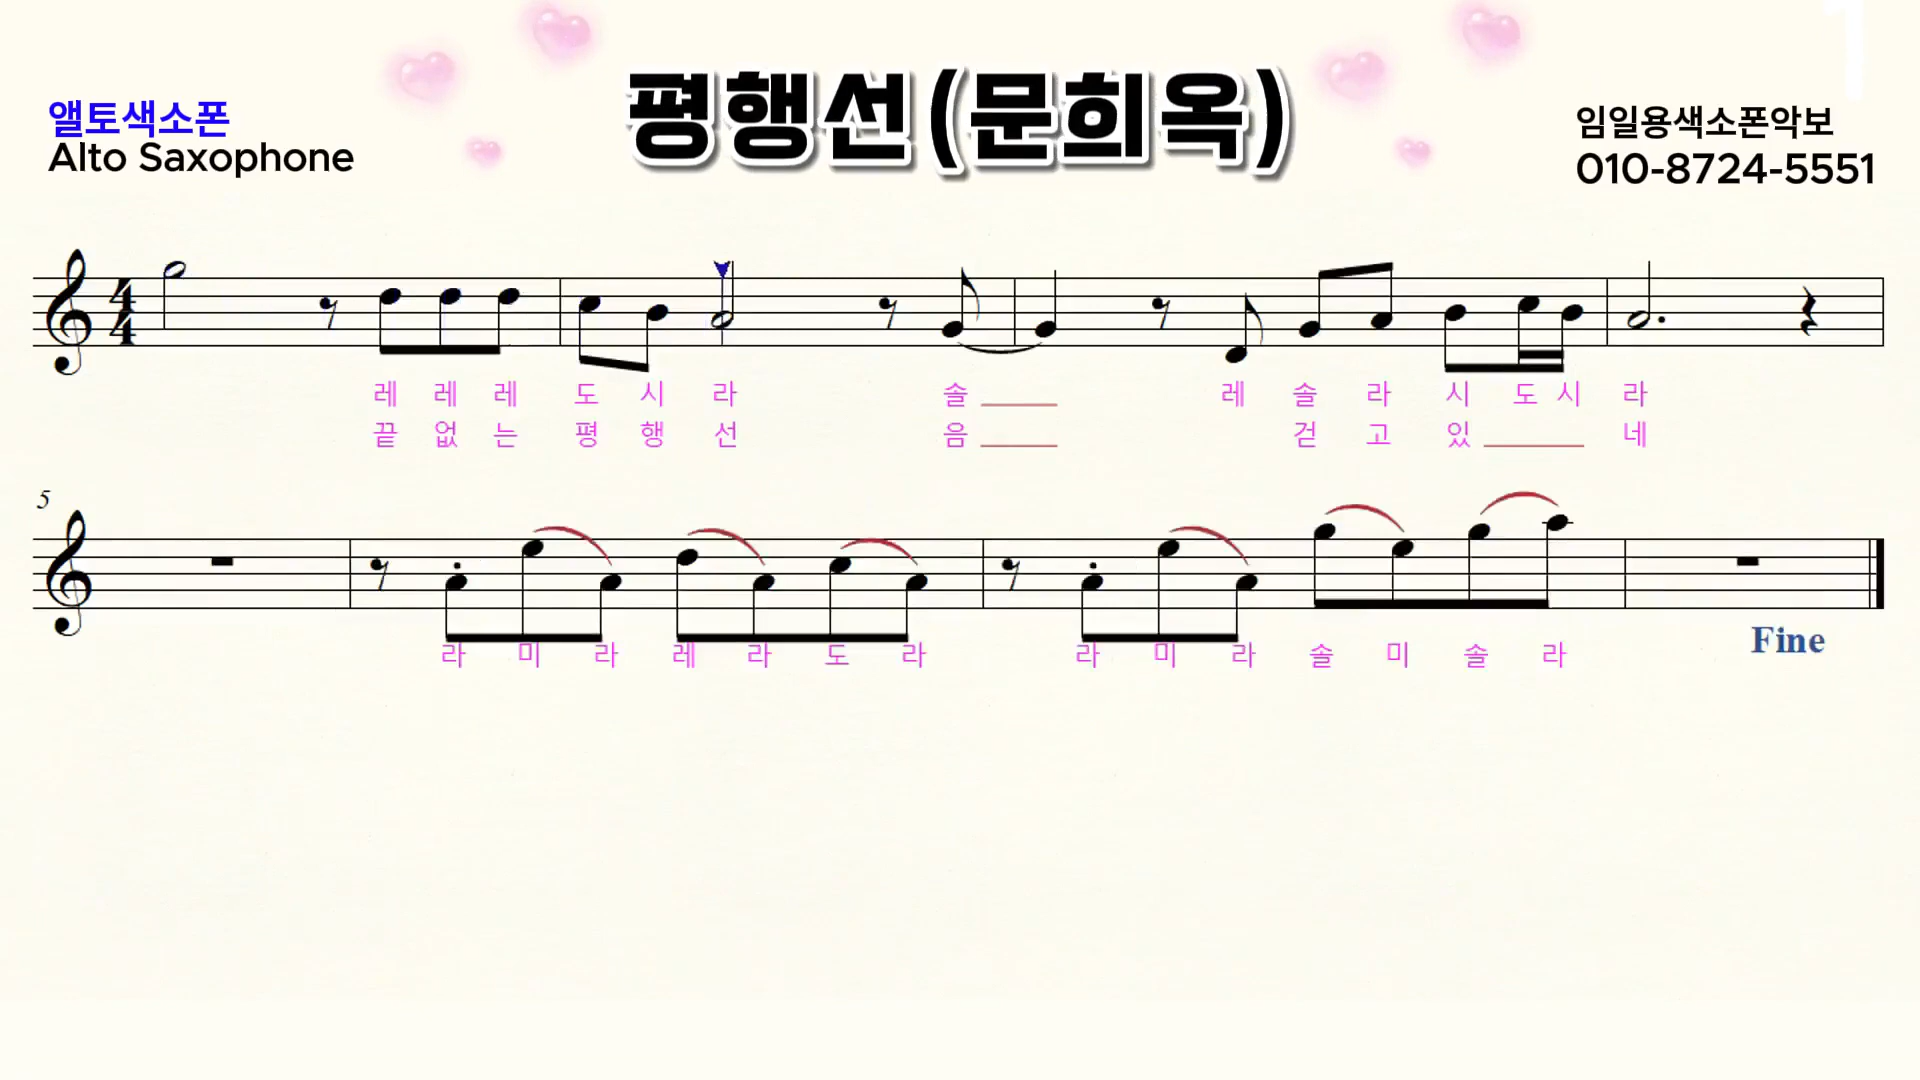 평행선(문희옥)
앨토색소폰
Alto Saxophone
임일용색소폰악보
010-8724-5551
레 레 레 도 시 라 솔 레 솔 라 시 도 시 라
끝 없 는 평 행 선 음 걷 고 있 네
5
라 미 라 레 라 도 라 라 미 라 솔 미 솔 라
Fine